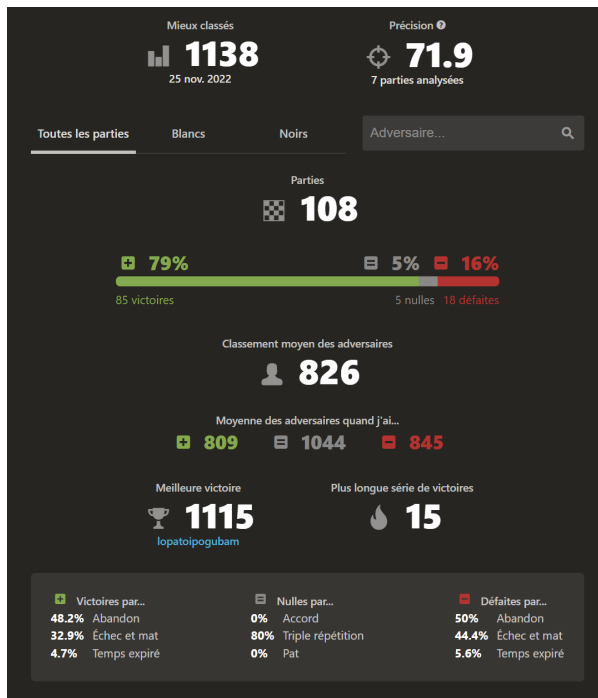 Mieux classés
1138
25 nov. 2022
Précision ?
71.9
7 parties analysées
Toutes les parties Blancs Noirs Adversaire...
Parties
108
79% 5% 16%
85 victoires 5 nulles 18 défaites
Classement moyen des adversaires
826
Moyenne des adversaires quand j'ai...
809 1044 845
Meilleure victoire
1115
lopatoipogubam
Plus longue série de victoires
15
Victoires par...
48.2% Abandon
32.9% Échec et mat
4.7% Temps expiré
Nulles par...
0% Accord
80% Triple répétition
0% Pat
Défaites par...
50% Abandon
44.4% Échec et mat
5.6% Temps expiré